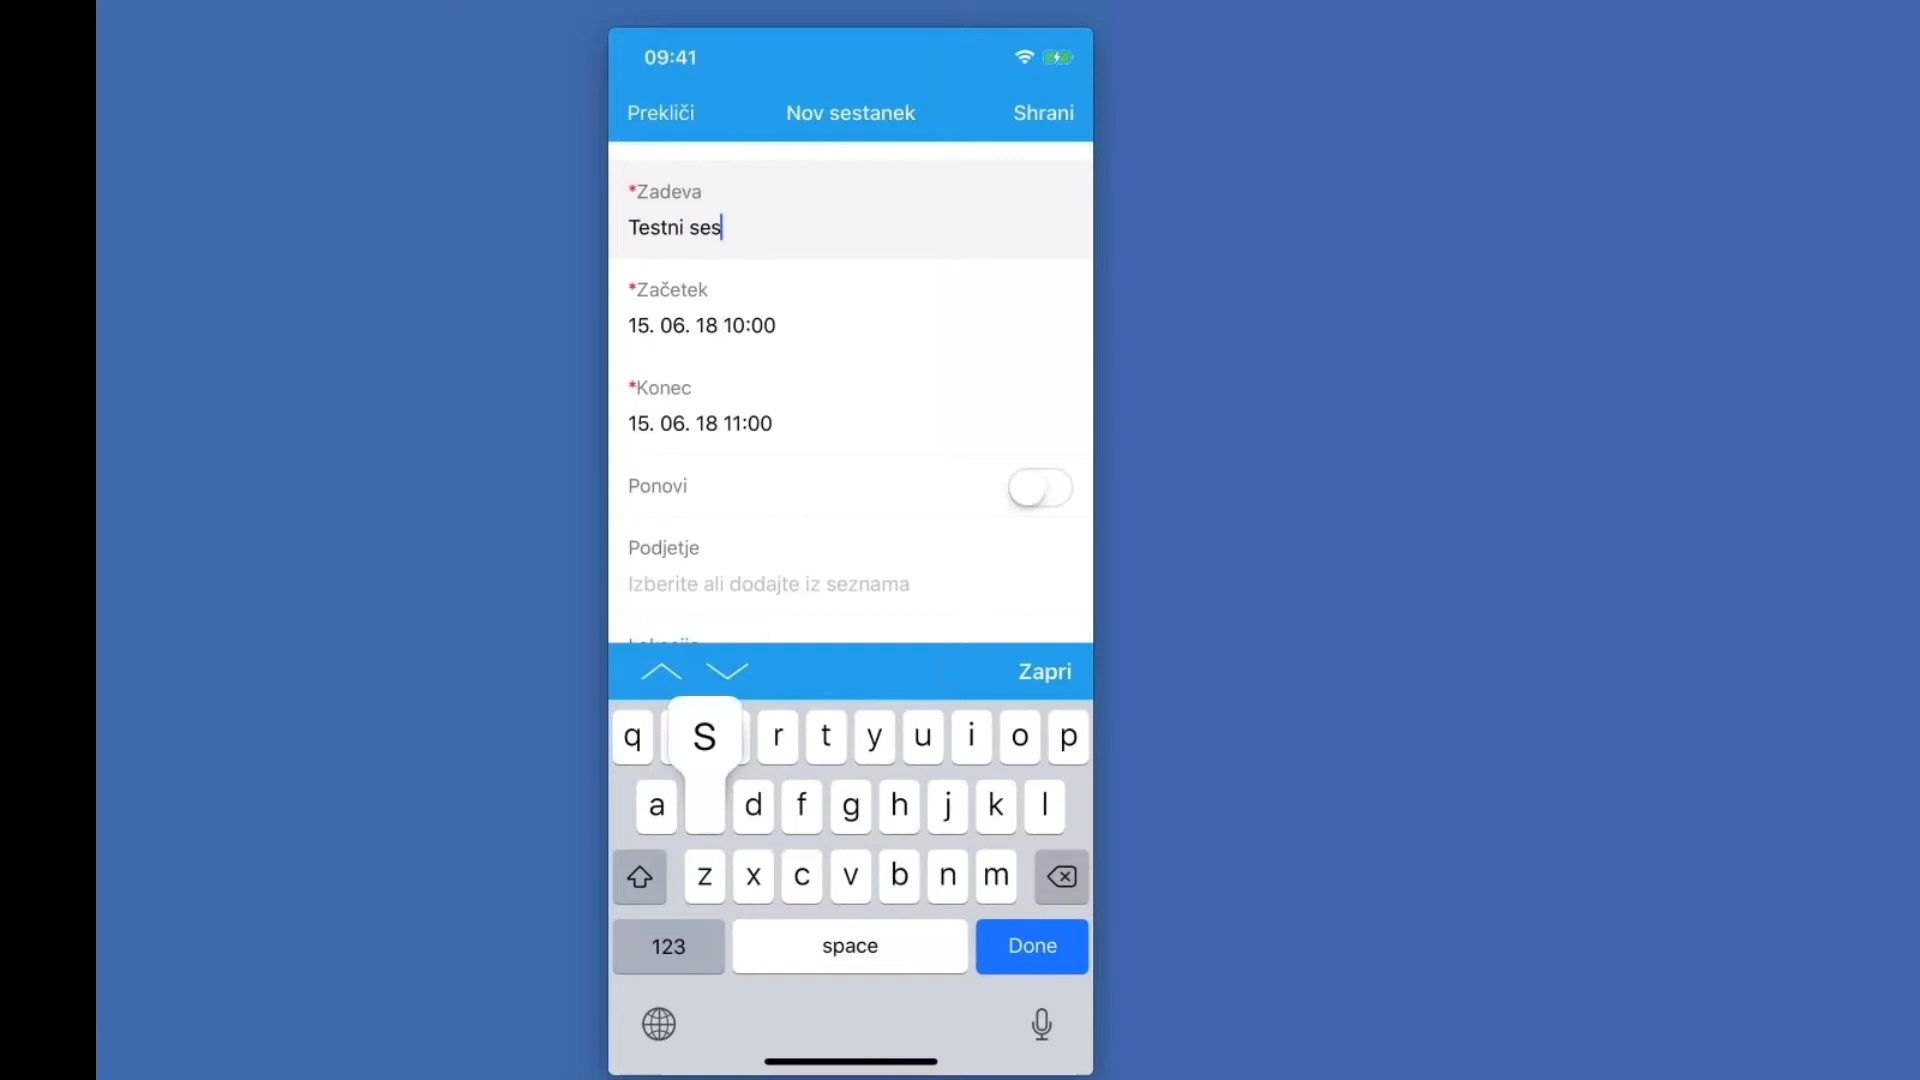 09:41
Prekliči Nov sestanek Shrani
*Zadeva
Testni ses
*Začetek
15. 06. 18 10:00
*Konec
15. 06. 18 11:00
Ponovi
Podjetje
Izberite ali dodajte iz seznama
Zapri
q S r t y u i o p
a d f g h j k l
z x c v b n m
123 space Done